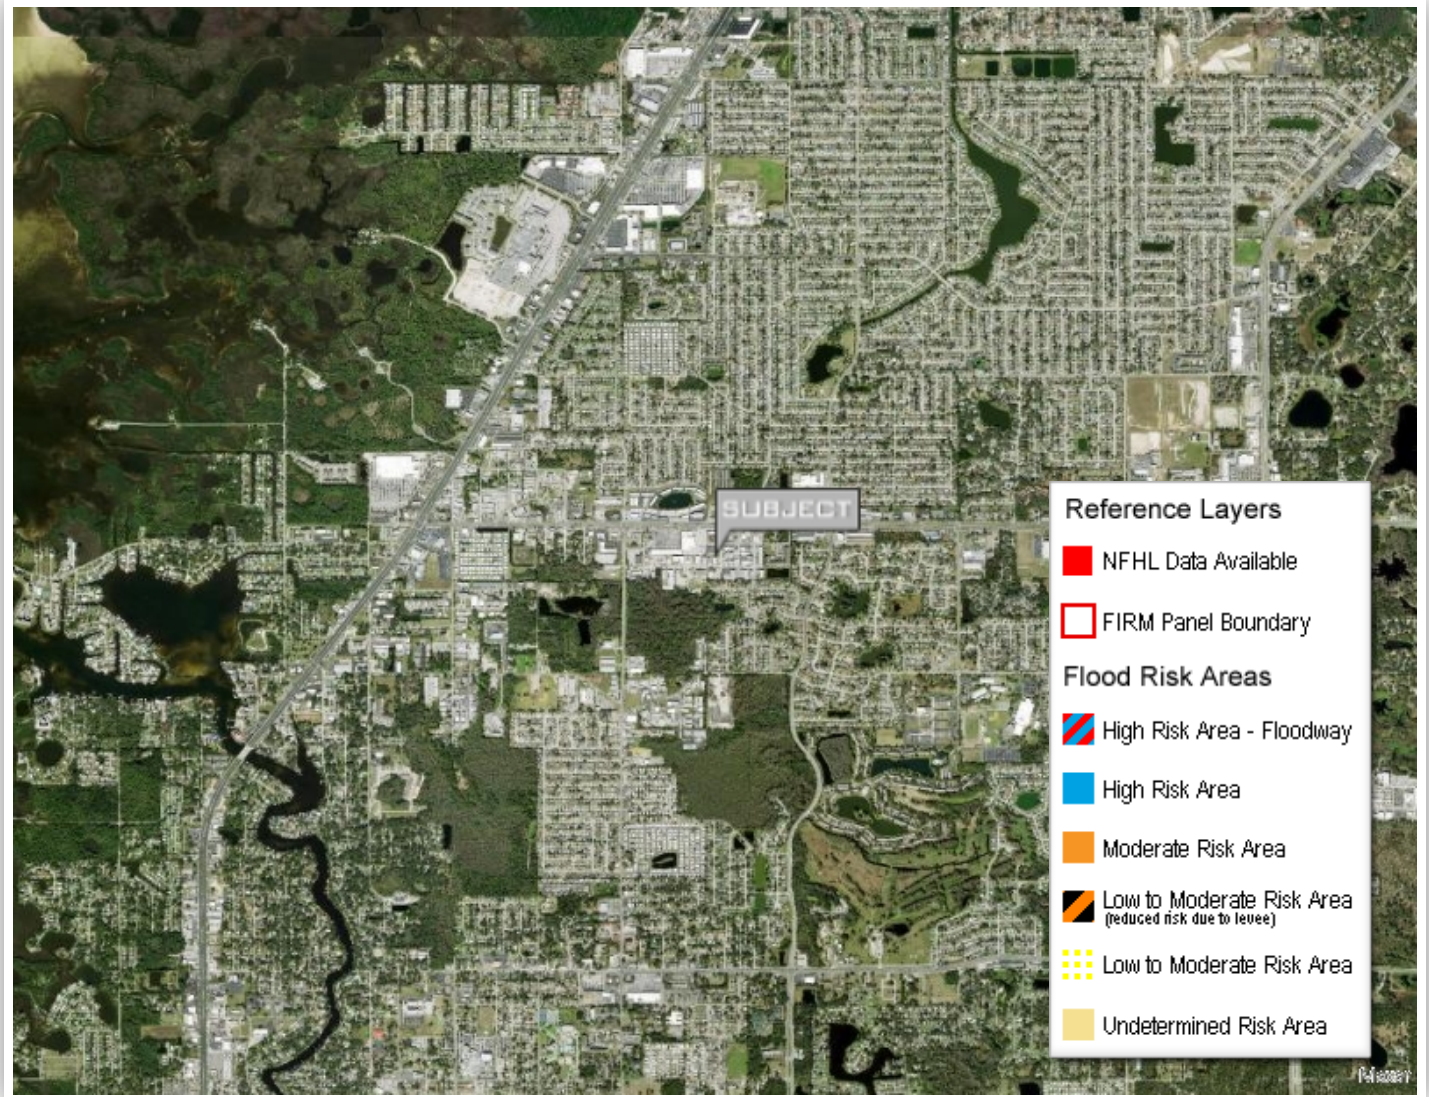 SUBJECT
Reference Layers
NFHL Data Available
FIRM Panel Boundary
Flood Risk Areas
High Risk Area - Floodway
High Risk Area
Moderate Risk Area
Low to Moderate Risk Area
(reduced risk due to levee)
Low to Moderate Risk Area
Undetermined Risk Area
Maxar